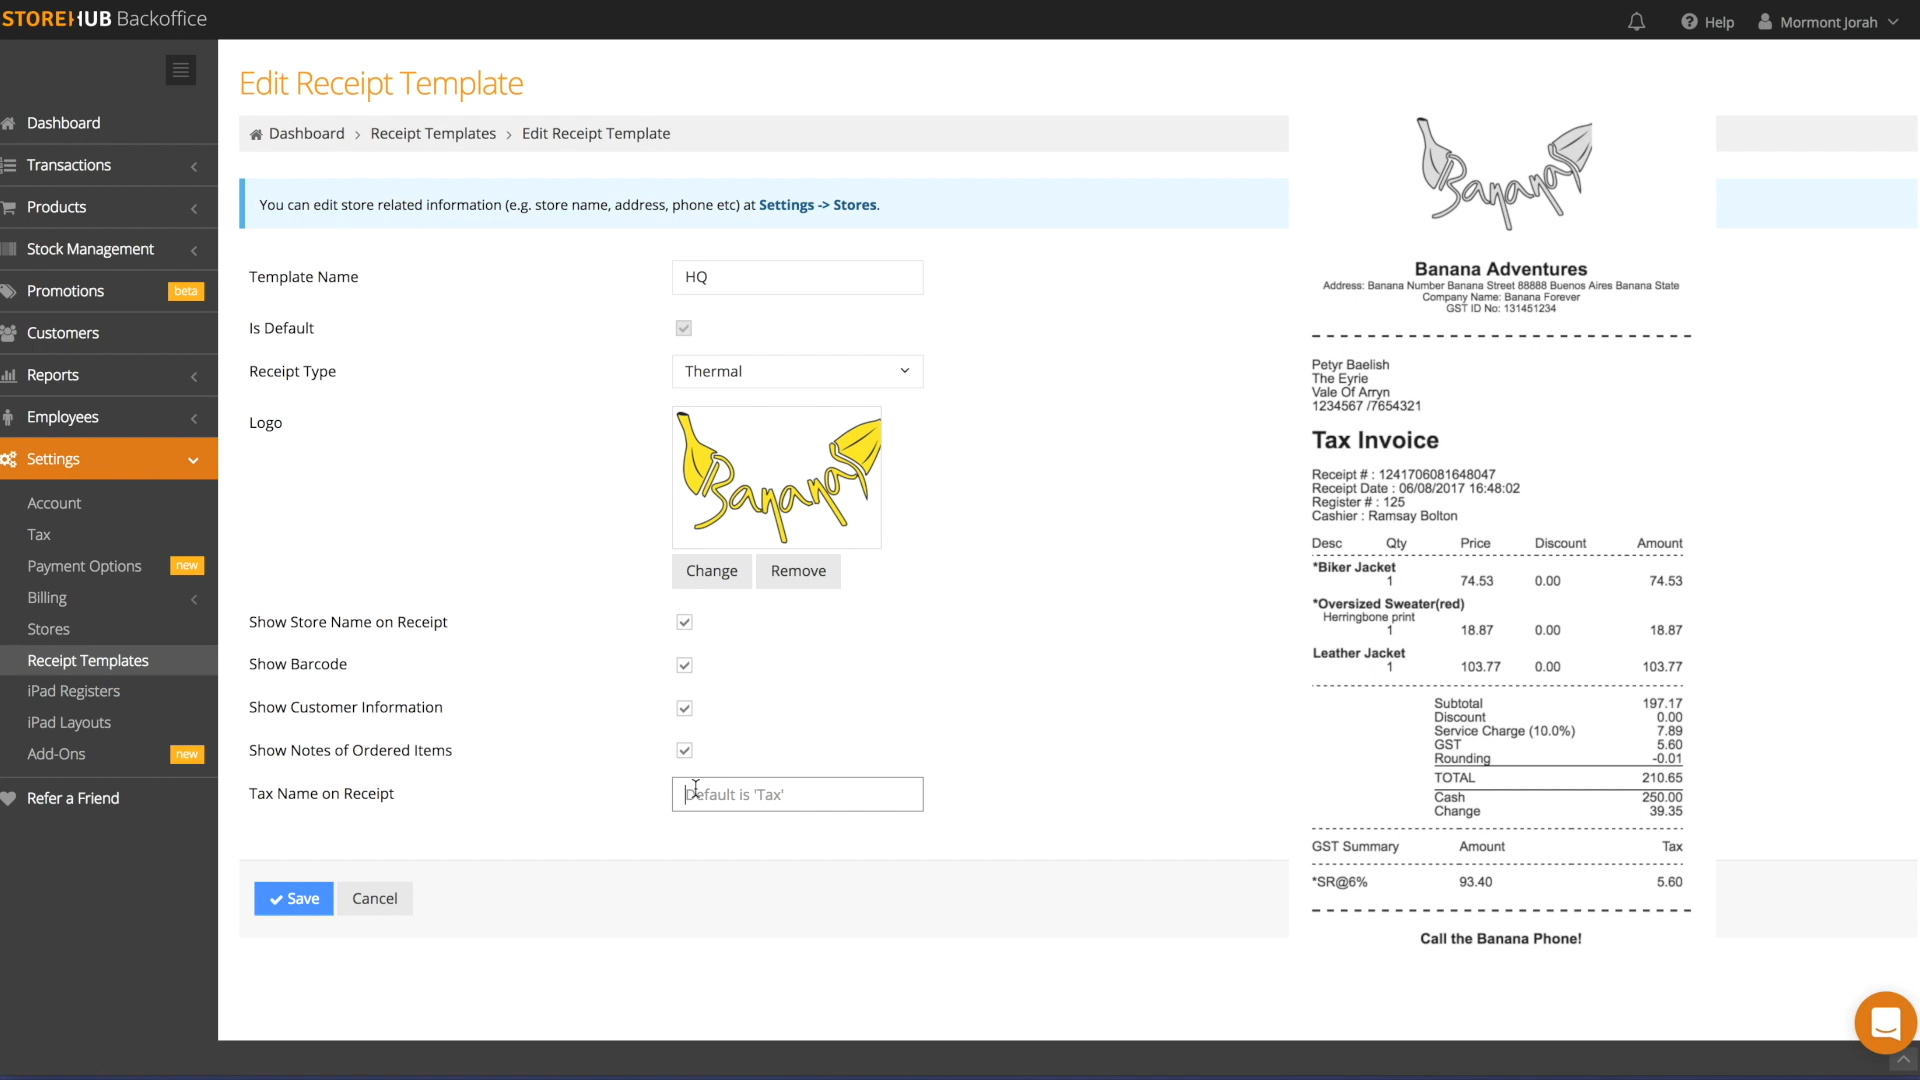 STOREHUB Backoffice
Help
Mormont Jorah
Dashboard
Transactions
Products
Stock Management
Promotions beta
Customers
Reports
Employees
Settings
Account
Tax
Payment Options new
Billing
Stores
Receipt Templates
iPad Registers
iPad Layouts
Add-Ons new
Refer a Friend
Edit Receipt Template
Dashboard > Receipt Templates > Edit Receipt Template
You can edit store related information (e.g. store name, address, phone etc) at Settings -> Stores.
Template Name HQ
Is Default
Receipt Type Thermal
Logo
Bananas
Change Remove
Show Store Name on Receipt
Show Barcode
Show Customer Information
Show Notes of Ordered Items
Tax Name on Receipt Default is 'Tax'
Save Cancel
Bananas
Banana Adventures
Address: Banana Number Banana Street 88888 Buenos Aires Banana State
Company Name: Banana Forever
GST ID No: 131451234
Petyr Baelish
The Eyrie
Vale Of Arryn
1234567 /7654321
Tax Invoice
Receipt # : 1241706081648047
Receipt Date : 06/08/2017 16:48:02
Register # : 125
Cashier : Ramsay Bolton
Desc Qty Price Discount Amount
*Biker Jacket
1 74.53 0.00 74.53
*Oversized Sweater(red)
Herringbone print
1 18.87 0.00 18.87
Leather Jacket
1 103.77 0.00 103.77
Subtotal 197.17
Discount 0.00
Service Charge (10.0%) 7.89
GST 5.60
Rounding -0.01
TOTAL 210.65
Cash 250.00
Change 39.35
GST Summary Amount Tax
*SR@6% 93.40 5.60
Call the Banana Phone!